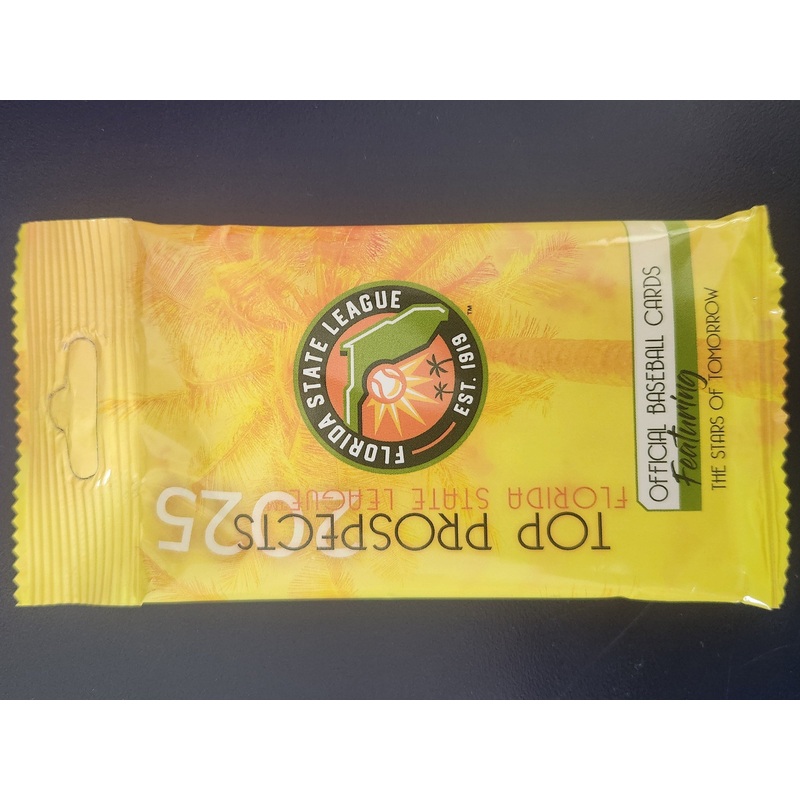 FLORIDA STATE LEAGUE
EST. 1919
TM
2025
TOP PROSPECTS
FLORIDA STATE LEAGUE
OFFICIAL BASEBALL CARDS
Featuring
THE STARS OF TOMORROW